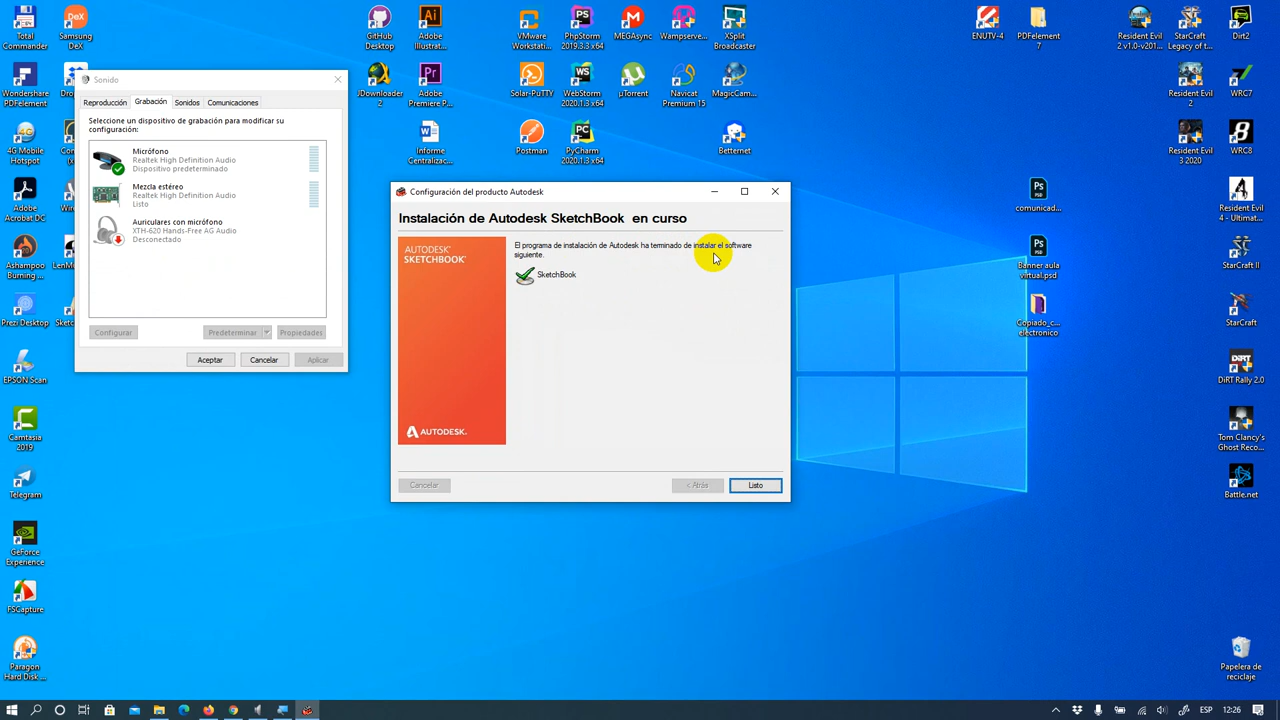 Total
Commander
Samsung
DeX
GitHub
Desktop
Adobe
Illustrat...
VMware
Workstati...
PhpStorm
2019.3.3 x64
MEGAsync
Wampserve...
XSplit
Broadcaster
ENUTV-4
PDFelement
7
Resident Evil
2 v1.0-v201...
StarCraft
Legacy of t...
Dirt2
Wondershare
PDFelement
JDownloader
2
Adobe
Premiere P...
Solar-PuTTY
WebStorm
2020.1.3 x64
µTorrent
Navicat
Premium 15
MagicCam...
Resident Evil
2
WRC7
4G Mobile
Hotspot
Informe
Centralizac...
Postman
PyCharm
2020.1.3 x64
Betternet
Resident Evil
3 2020
WRC8
Adobe
Acrobat DC
comunicad...
Resident Evil
4 - Ultimat...
Ashampoo
Burning ...
Banner aula
virtual.psd
StarCraft II
Prezi Desktop
Copiado_c...
electronico
StarCraft
EPSON Scan
DiRT Rally 2.0
Camtasia
2019
Tom Clancy's
Ghost Reco...
Telegram
Battle.net
GeForce
Experience
FSCapture
Paragon
Hard Disk ...
Papelera de
reciclaje
Sonido
Reproducción Grabación Sonidos Comunicaciones
Seleccione un dispositivo de grabación para modificar su
configuración:
Micrófono
Realtek High Definition Audio
Dispositivo predeterminado
Mezcla estéreo
Realtek High Definition Audio
Listo
Auriculares con micrófono
XTH-620 Hands-Free AG Audio
Desconectado
Configurar Predeterminar Propiedades
Aceptar Cancelar Aplicar
Configuración del producto Autodesk
Instalación de Autodesk SketchBook en curso
AUTODESK®
SKETCHBOOK®
AUTODESK.
El programa de instalación de Autodesk ha terminado de instalar el software
siguiente.
SketchBook
Cancelar < Atrás Listo
ESP 12:26